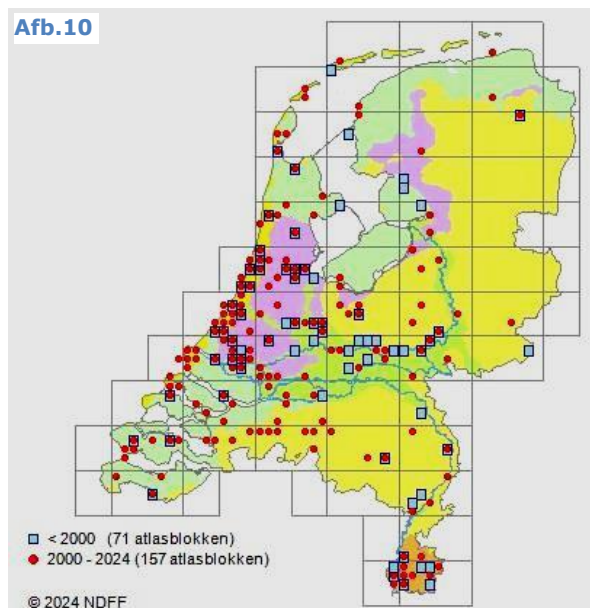 Afb.10
< 2000 (71 atlasblokken)
2000 - 2024 (157 atlasblokken)
© 2024 NDFF